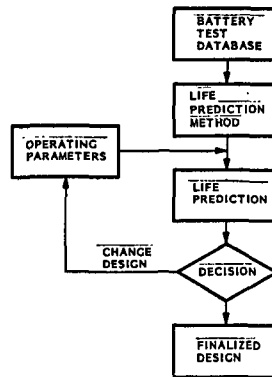 BATTERY
TEST
DATABASE
LIFE
PREDICTION
METHOD
OPERATING
PARAMETERS
LIFE
PREDICTION
CHANGE
DESIGN
DECISION
FINALIZED
DESIGN